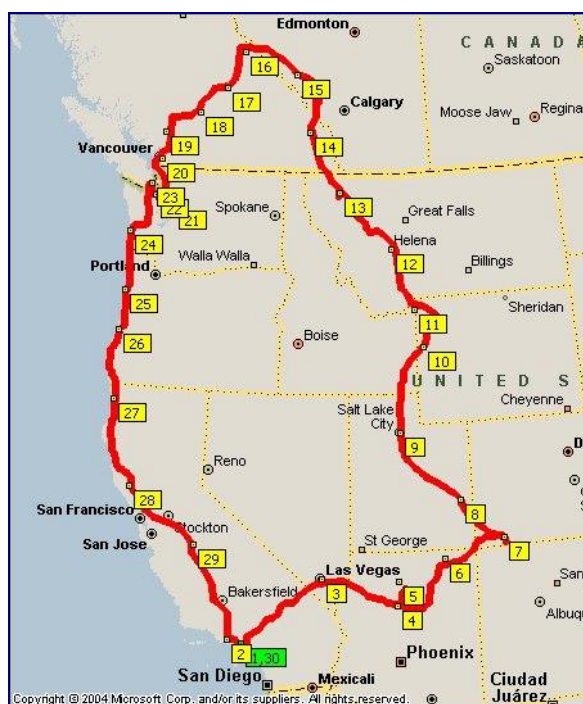 Edmonton
CANADA
Saskatoon
16
15
17
Calgary
Moose Jaw
Regina
18
14
19
Vancouver
20
13
23
22
21
Spokane
Great Falls
24
Helena
Walla Walla
12
Billings
Portland
25
11
Sheridan
26
Boise
10
UNITED S
Cheyenne
27
Salt Lake
City
9
D
Reno
28
8
San Francisco
Stockton
7
San Jose
29
St George
6
San
Las Vegas
5
3
Bakersfield
4
Albuq
2
1,30
Phoenix
San Diego
Mexicali
Ciudad
Juárez
Copyright © 2004 Microsoft Corp. and/or its suppliers. All rights reserved.